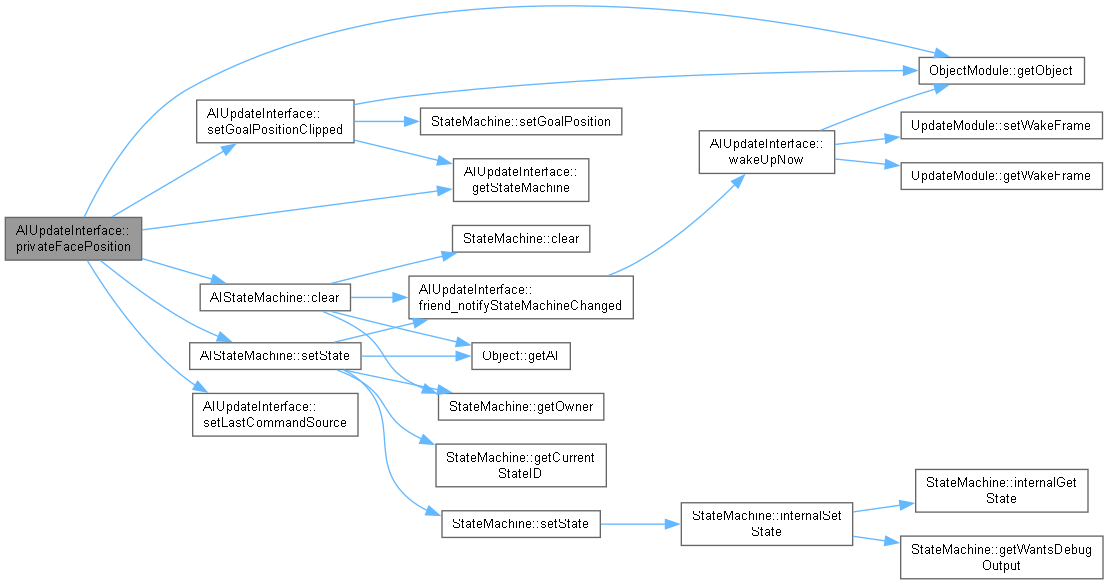 AIUpdateInterface::
privateFacePosition
AIUpdateInterface::
setGoalPositionClipped
StateMachine::setGoalPosition
AIUpdateInterface::
getStateMachine
AIStateMachine::clear
AIStateMachine::setState
AIUpdateInterface::
setLastCommandSource
StateMachine::clear
AIUpdateInterface::
friend_notifyStateMachineChanged
Object::getAI
StateMachine::getOwner
StateMachine::getCurrent
StateID
StateMachine::setState
AIUpdateInterface::
wakeUpNow
StateMachine::internalSet
State
ObjectModule::getObject
UpdateModule::setWakeFrame
UpdateModule::getWakeFrame
StateMachine::internalGet
State
StateMachine::getWantsDebug
Output